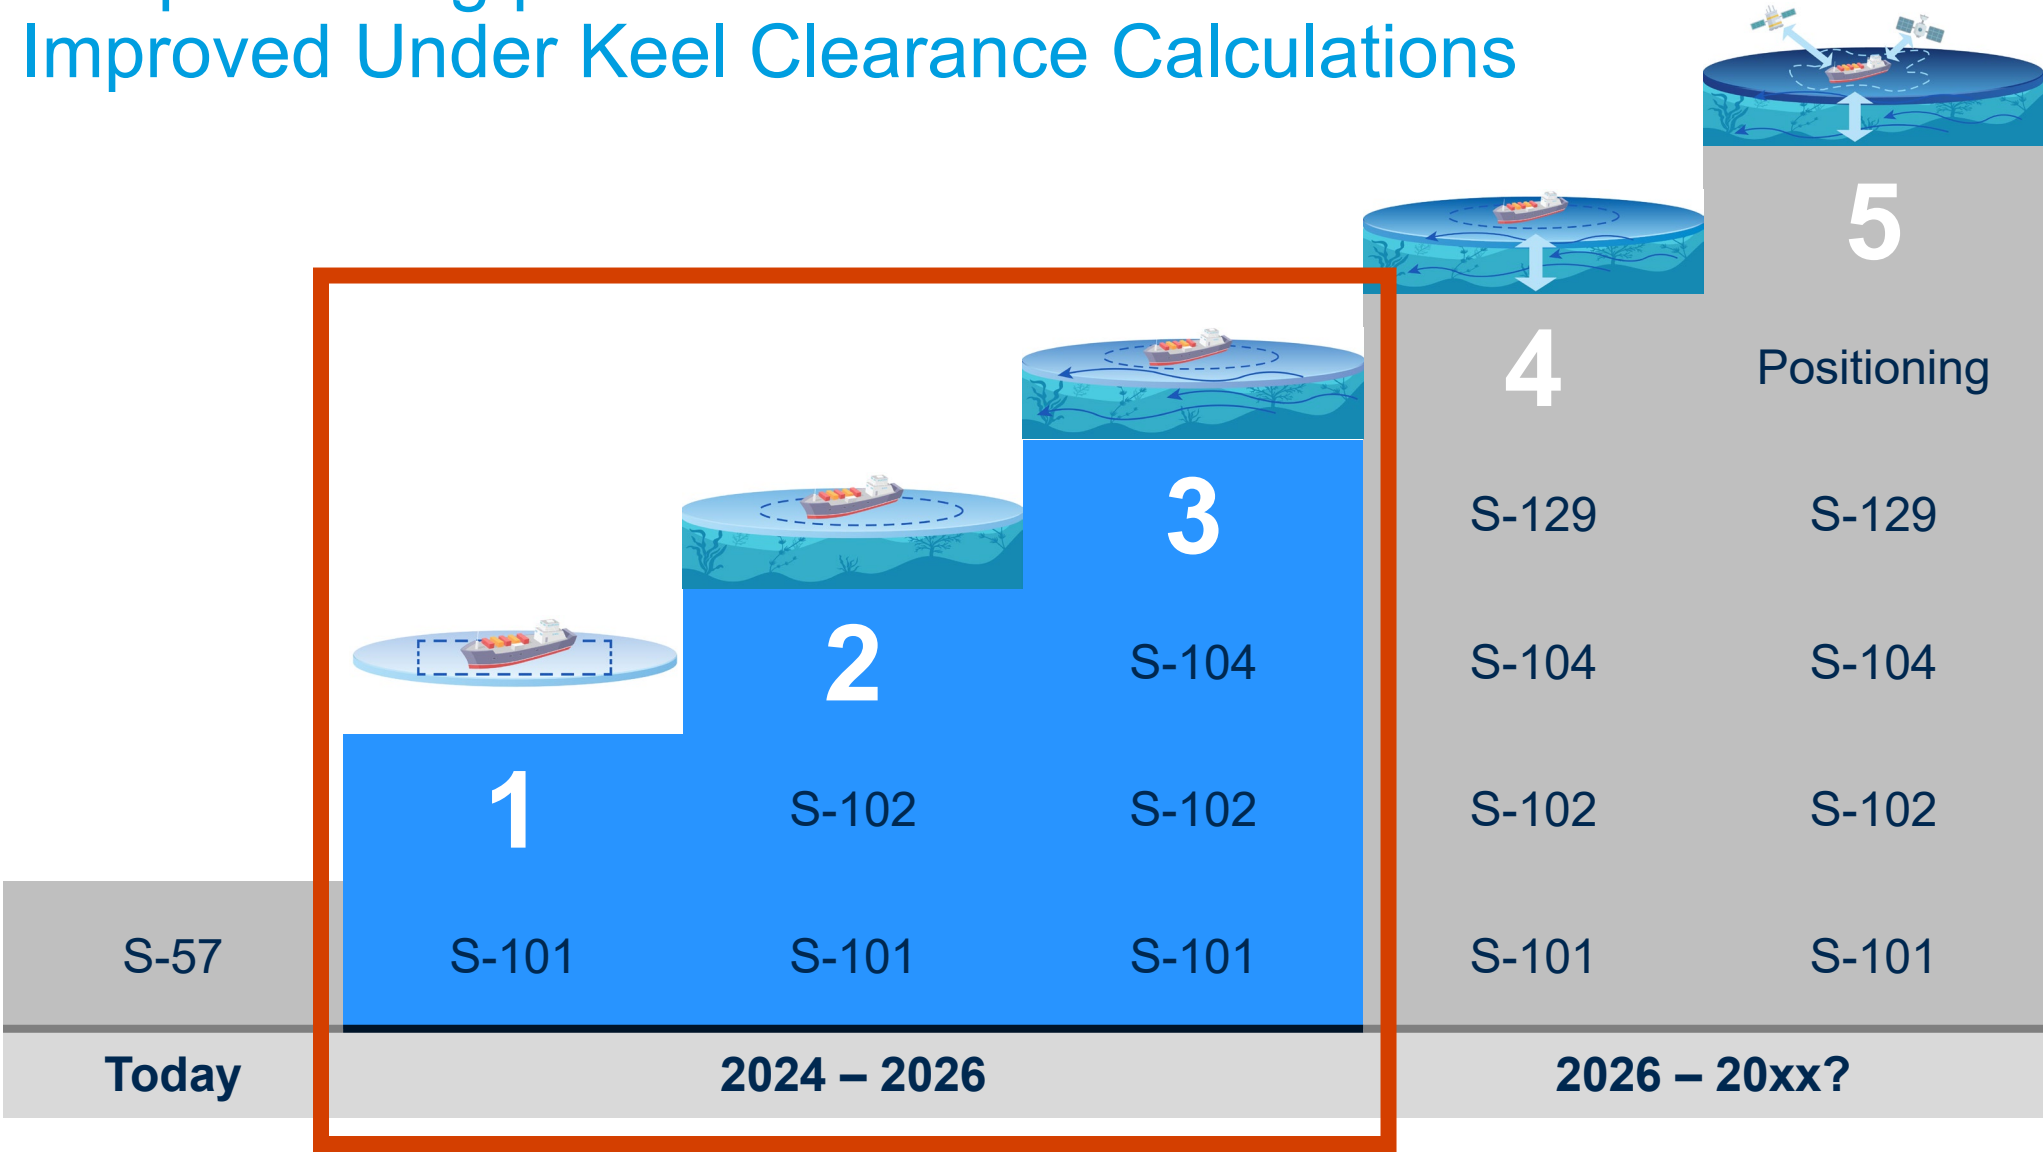 Improved Under Keel Clearance Calculations
5
4 Positioning
3 S-129 S-129
2 S-104 S-104 S-104
1 S-102 S-102 S-102 S-102
S-57 S-101 S-101 S-101 S-101 S-101
Today 2024 – 2026 2026 – 20xx?